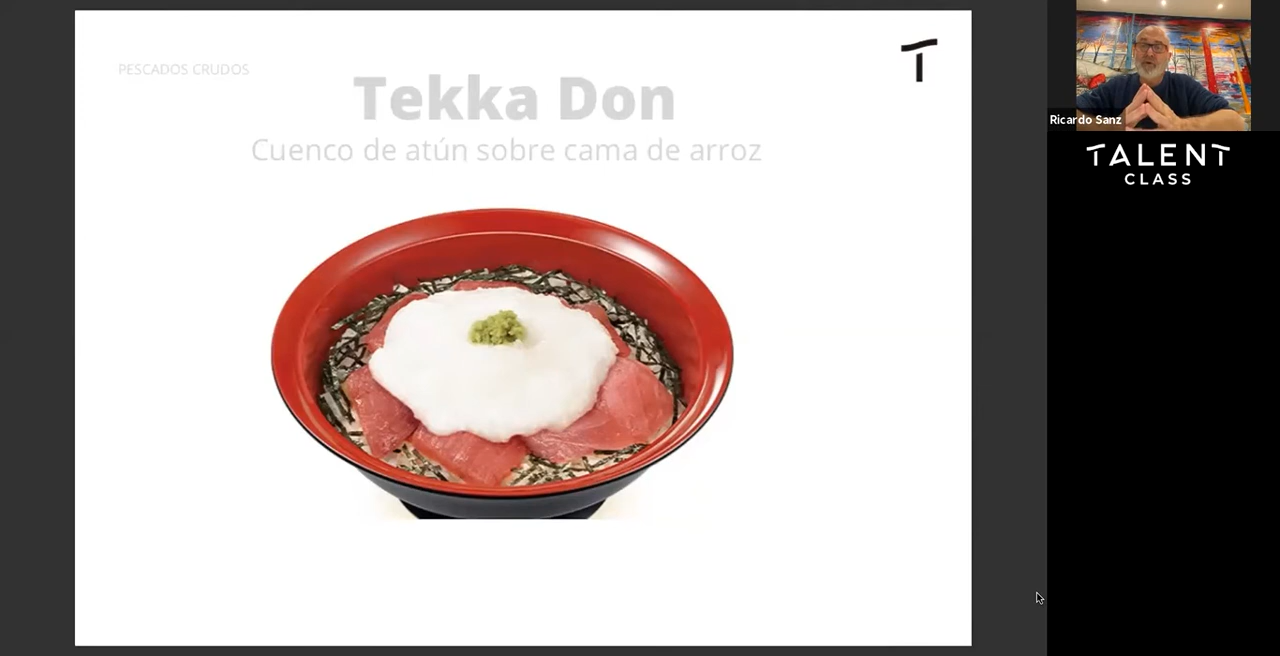 PESCADOS CRUDOS
Tekka Don
Cuenco de atún sobre cama de arroz
T
Ricardo Sanz
TALENT
CLASS